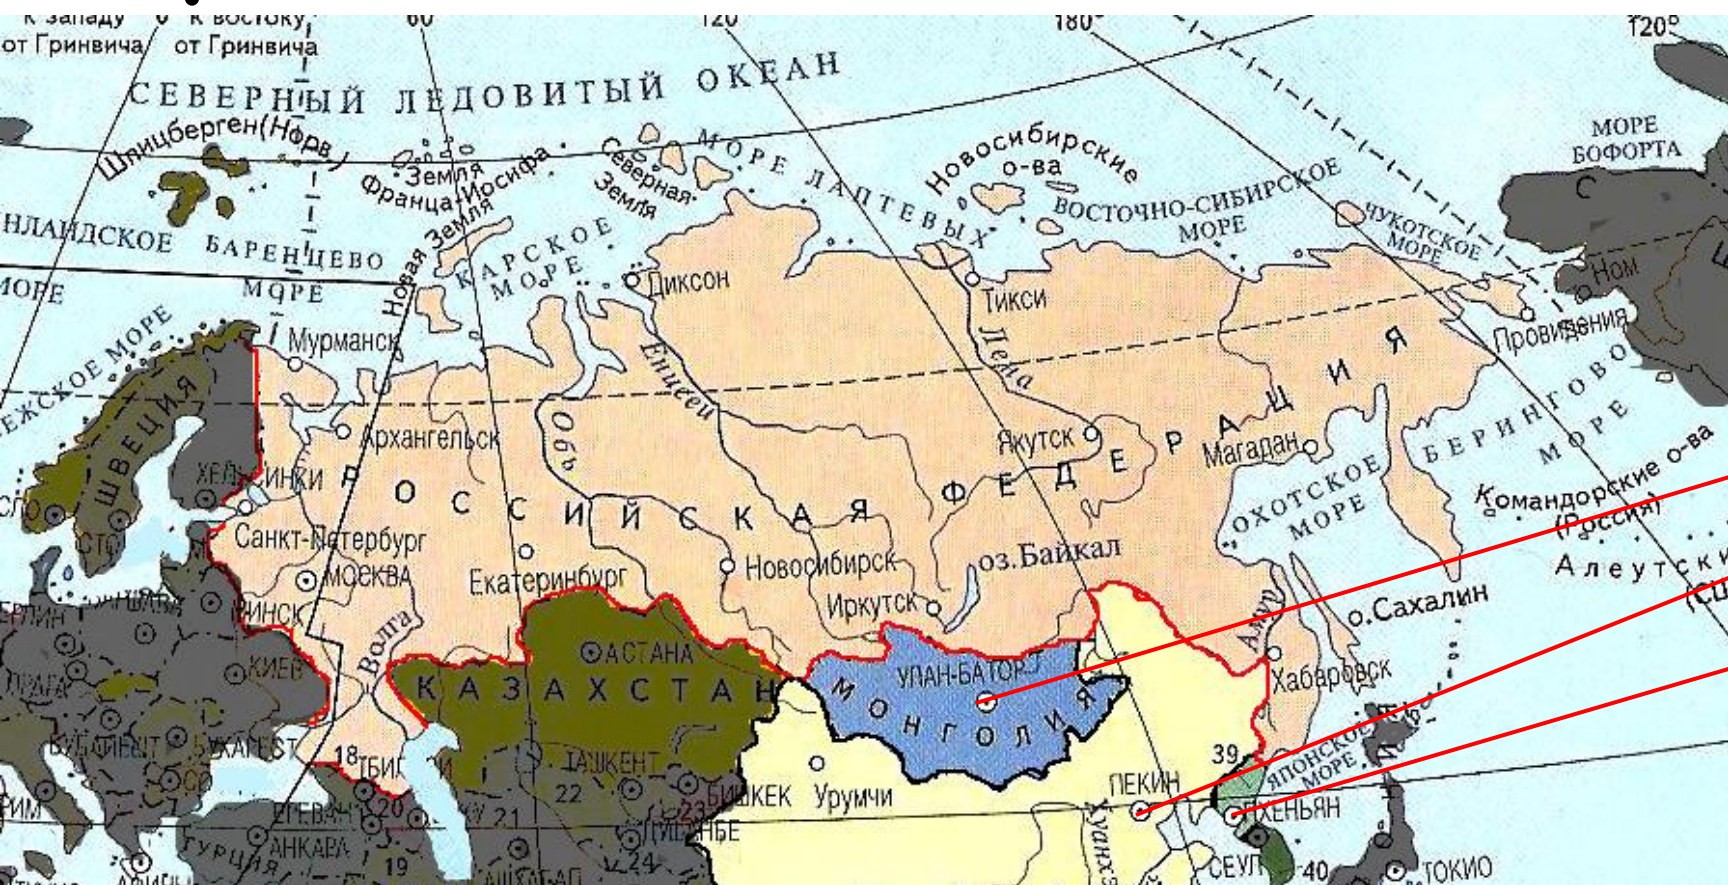 к западу 0 к востоку 60 120 180° 120°
от Гринвича от Гринвича
СЕВЕРНЫЙ ЛЕДОВИТЫЙ ОКЕАН
МОРЕ
БОФОРТА
Шпицберген(Норв.)
Земля
Франца-Иосифа
Северная
Земля
МОРЕ ЛАПТЕВЫХ
Новосибирские
о-ва
ВОСТОЧНО-СИБИРСКОЕ
МОРЕ
ЧУКОТСКОЕ
МОРЕ
БАРЕНЦЕВО
МОРЕ
МОРЕ
Новая Земля
КАРСКОЕ
МОРЕ
Диксон
Тикси
Ном
Провидения
Мурманск
Енисей
Лена
Обь
ШВЕЦИЯ
Архангельск
Якутск
Магадан
БЕРИНГОВО
МОРЕ
РОССИЙСКАЯ ФЕДЕРАЦИЯ
ОХОТСКОЕ
МОРЕ
Командорские о-ва
(Россия)
Санкт-Петербург
МОСКВА
Екатеринбург
Новосибирск
оз.Байкал
Иркутск
о.Сахалин
Амур
Хабаровск
Волга
КИЕВ
АСТАНА
КАЗАХСТАН
УЛАН-БАТОР
МОНГОЛИЯ
БУХАРЕСТ
18
ТАШКЕНТ
БИШКЕК
Урумчи
ПЕКИН
39
ЯПОНСКОЕ
МОРЕ
ПХЕНЬЯН
20
21
22
23
ЕРЕВАН
АНКАРА
ТУРЦИЯ
19
24
Хуанхэ
СЕУЛ
40
ТОКИО